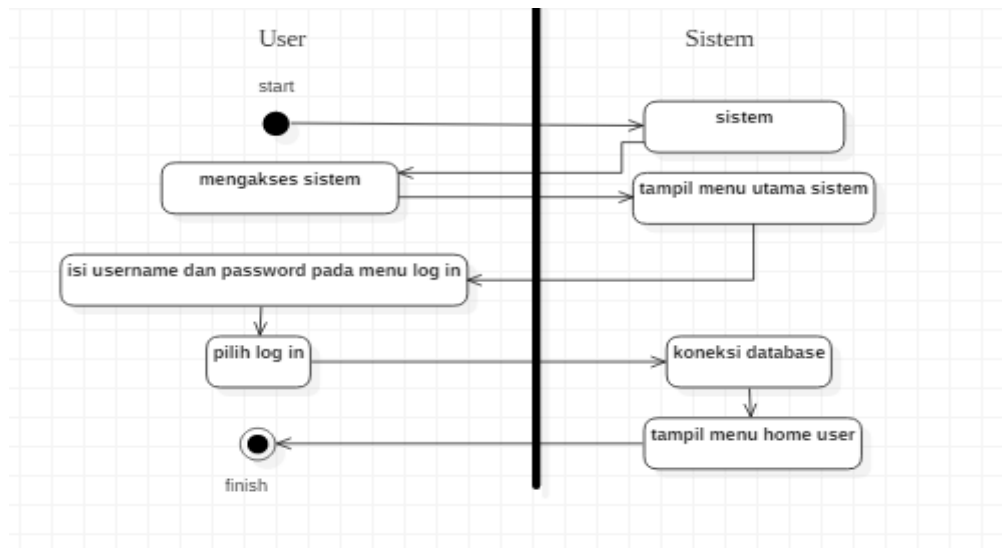 User
Sistem
start
sistem
mengakses sistem
tampil menu utama sistem
isi username dan password pada menu log in
pilih log in
koneksi database
tampil menu home user
finish